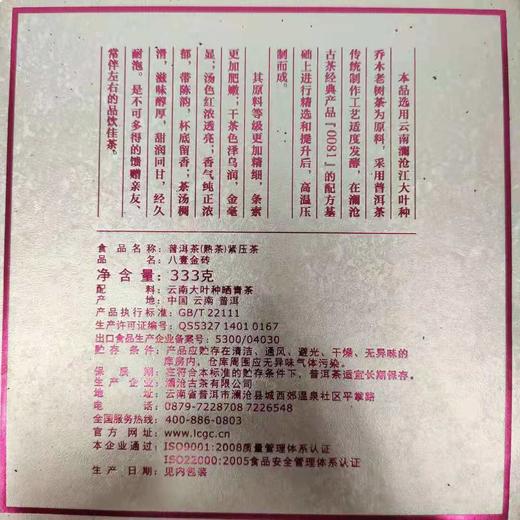 本品选用云南澜沧江大叶种
乔木老树茶为原料，采用普洱茶
传统制作工艺适度发酵，在澜沧
古茶经典产品『0081』的配方基
础上进行精选和提升后，高温压
制而成。
其原料等级更加精细，条索
更加肥嫩；干茶色泽乌润，金毫
显；汤色红浓透亮；香气纯正浓
郁，带陈韵，杯底留香；茶汤稠
滑，滋味醇厚，甜润回甘，经久
耐泡。是不可多得的馈赠亲友、
常伴左右的品饮佳茶。
食品名称：普洱茶(熟茶)紧压茶
品名：八壹金砖
净含量：333克
配料：云南大叶种晒青茶
产地：中国 云南 普洱
产品执行标准：GB/T 22111
生产许可证编号：QS5327 1401 0167
出口食品生产企业备案号：5300/04030
贮存条件：产品应贮存在清洁、通风、避光、干燥、无异味的
库房内，仓库周围应无异味气体污染。
保质期：在符合本标准的贮存条件下，普洱茶适宜长期保存。
生产企业：澜沧古茶有限公司
地址：云南省普洱市澜沧县城西郊温泉社区平掌路
电话：0879-7228708 7226548
全国服务热线：400-886-0803
官方网址：www.lcgc.cn
本企业通过：ISO9001:2008质量管理体系认证
ISO22000:2005食品安全管理体系认证
生产日期：见内包装